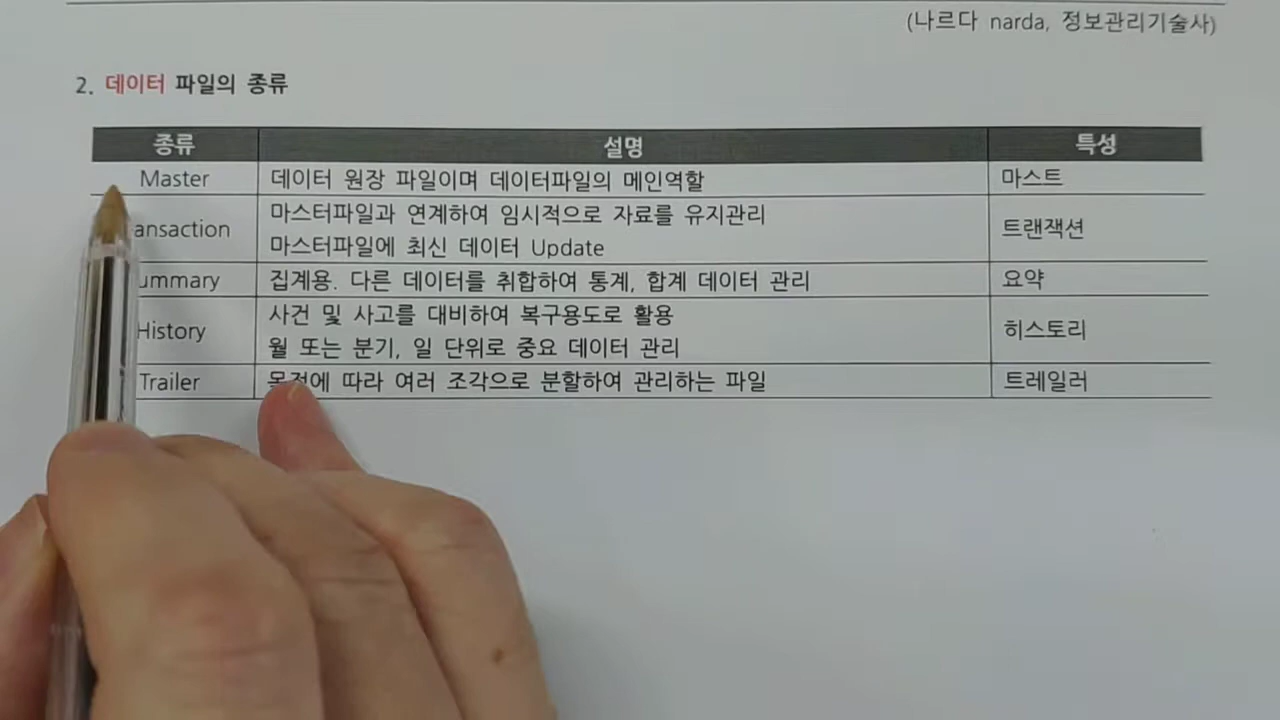 (나르다 narda, 정보관리기술사)
2. 데이터 파일의 종류
종류 설명 특성
Master 데이터 원장 파일이며 데이터파일의 메인역할 마스트
마스터파일과 연계하여 임시적으로 자료를 유지관리
ansaction 트랜잭션
마스터파일에 최신 데이터 Update
ummary 집계용. 다른 데이터를 취합하여 통계, 합계 데이터 관리 요약
사건 및 사고를 대비하여 복구용도로 활용
History 히스토리
월 또는 분기, 일 단위로 중요 데이터 관리
Trailer 목적에 따라 여러 조각으로 분할하여 관리하는 파일 트레일러